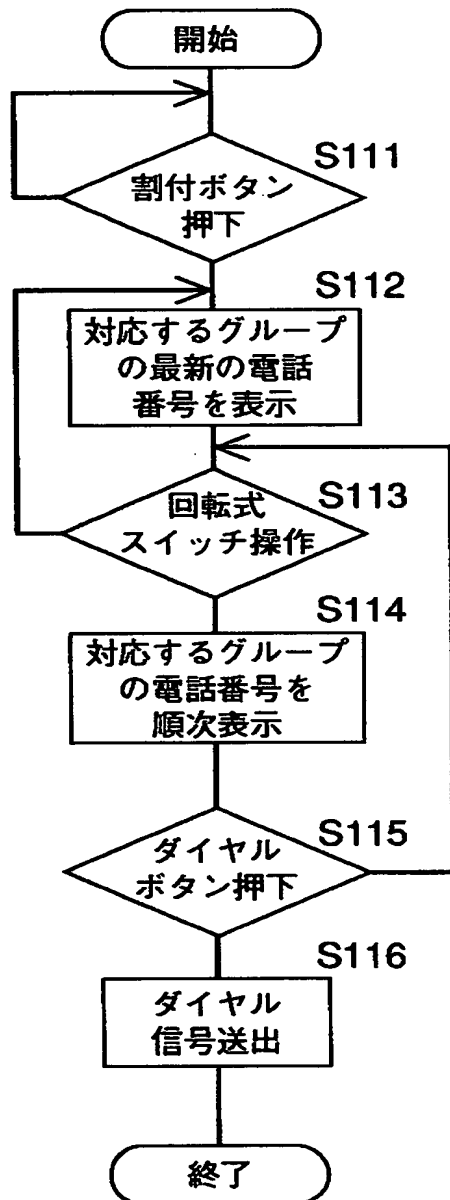 開始
S111
割付ボタン
押下
S112
対応するグループ
の最新の電話
番号を表示
S113
回転式
スイッチ操作
S114
対応するグループ
の電話番号を
順次表示
S115
ダイヤル
ボタン押下
S116
ダイヤル
信号送出
終了